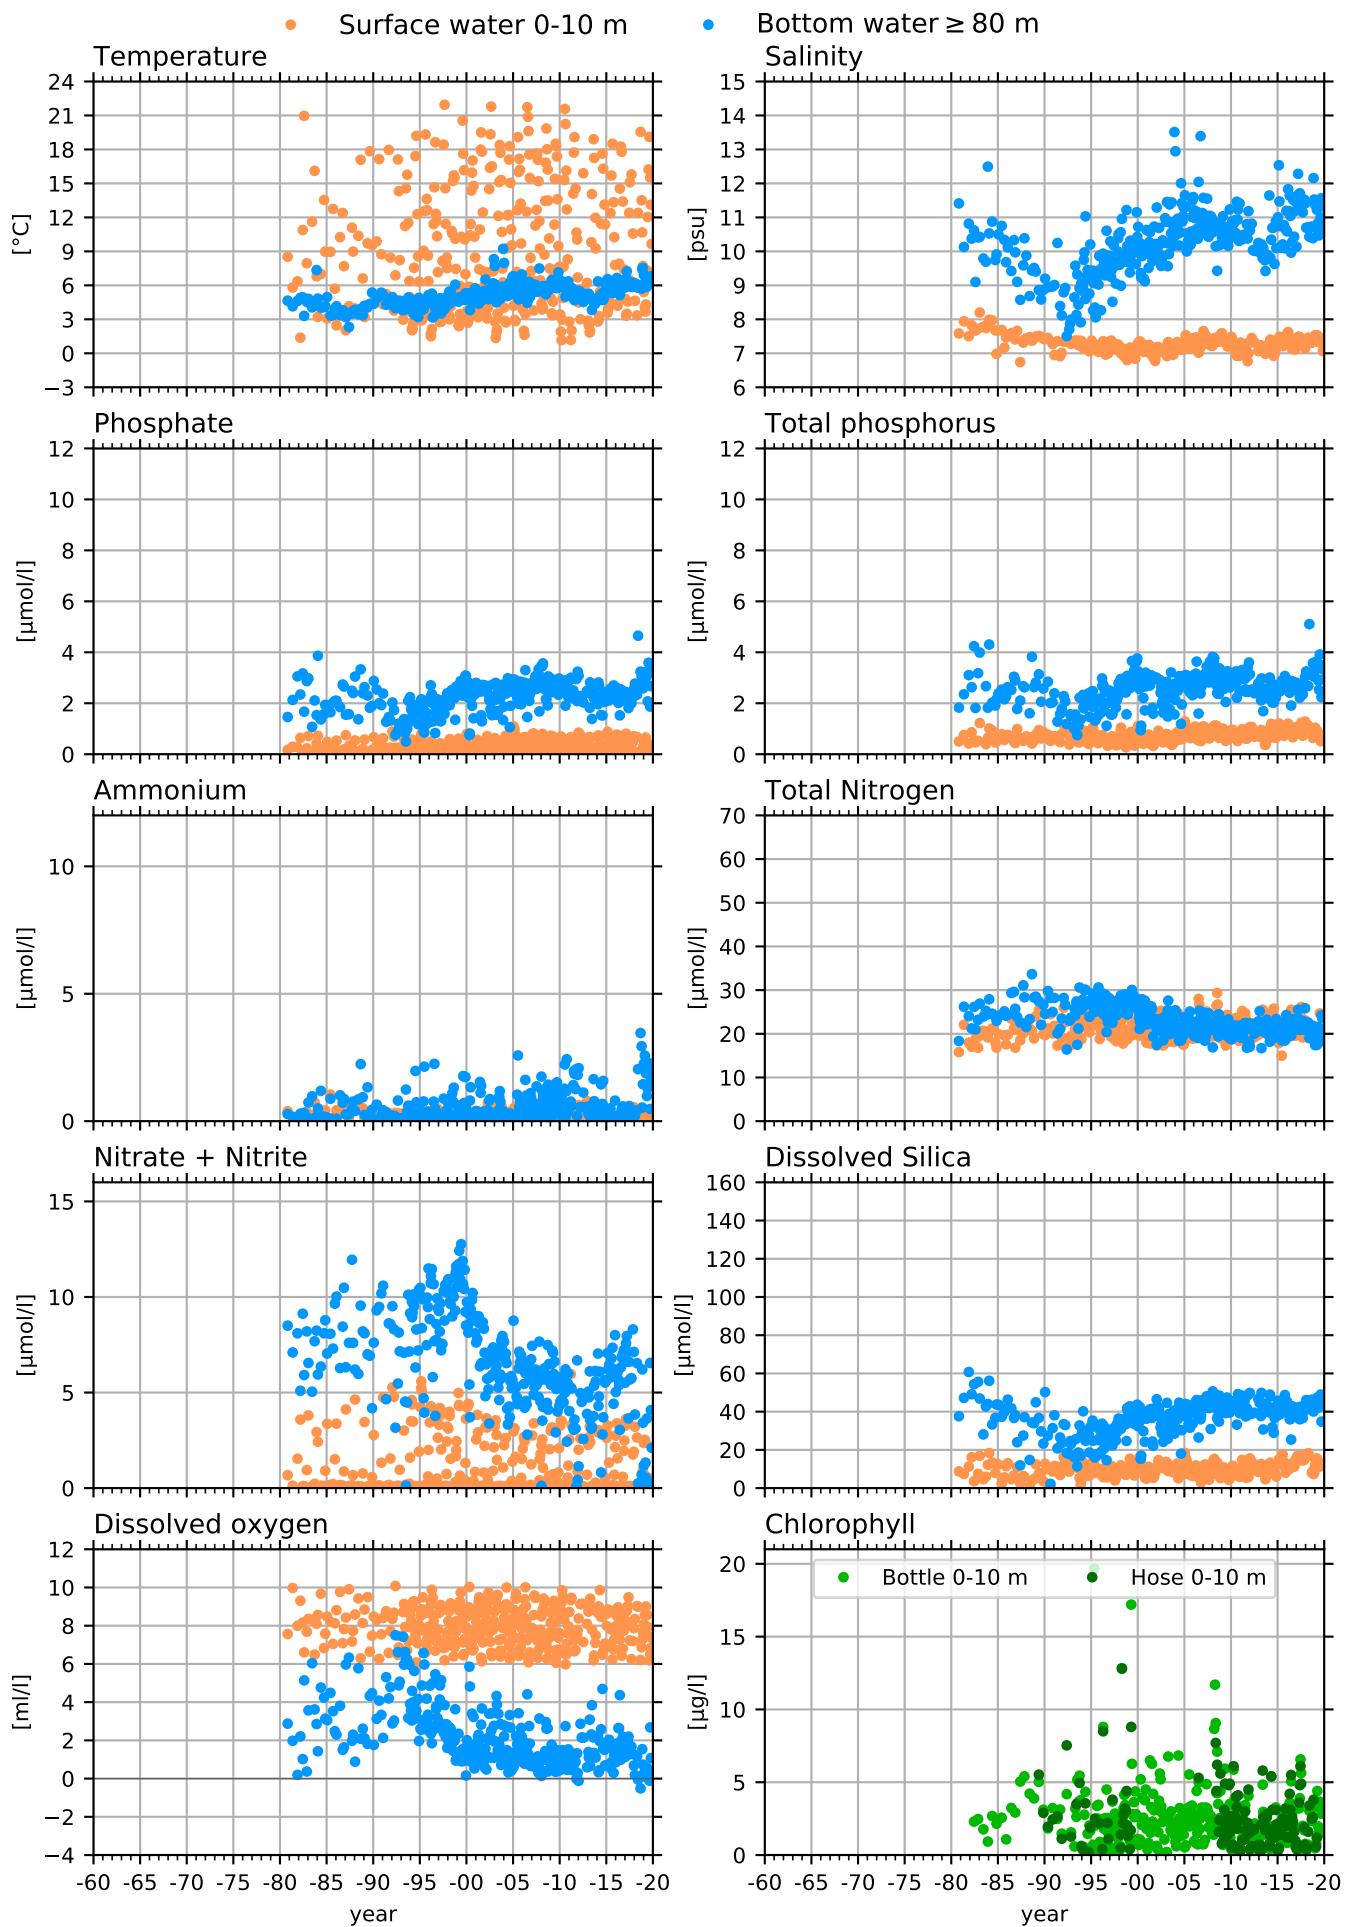 Surface water 0-10 m Bottom water ≥ 80 m
Temperature Salinity
24 21 18 15 12 9 6 3 0 −3
[°C]
15 14 13 12 11 10 9 8 7 6
[psu]
Phosphate Total phosphorus
12 10 8 6 4 2 0
[µmol/l]
12 10 8 6 4 2 0
[µmol/l]
Ammonium Total Nitrogen
10 5 0
[µmol/l]
70 60 50 40 30 20 10 0
[µmol/l]
Nitrate + Nitrite Dissolved Silica
15 10 5 0
[µmol/l]
160 140 120 100 80 60 40 20 0
[µmol/l]
Dissolved oxygen Chlorophyll
12 10 8 6 4 2 0 −2 −4
[ml/l]
20 15 10 5 0
[µg/l]
Bottle 0-10 m Hose 0-10 m
-60 -65 -70 -75 -80 -85 -90 -95 -00 -05 -10 -15 -20
-60 -65 -70 -75 -80 -85 -90 -95 -00 -05 -10 -15 -20
year year